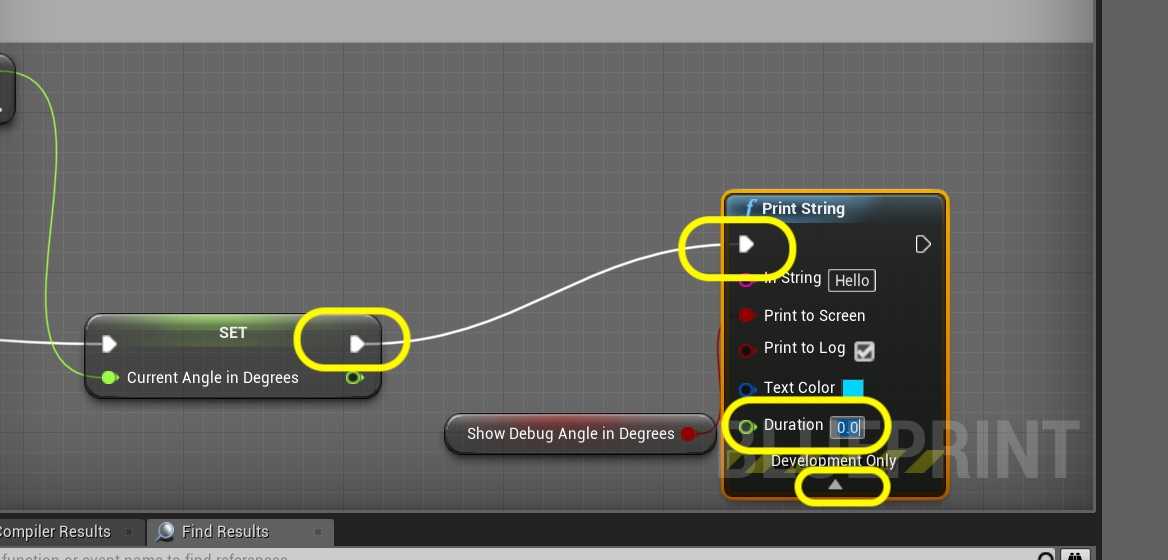 f Print String
In String Hello
SET
Print to Screen
Print to Log
Current Angle in Degrees
Text Color
Duration 0.0
Show Debug Angle in Degrees
BLUEPRINT
Development Only
Compiler Results
Find Results
function or event name to find references